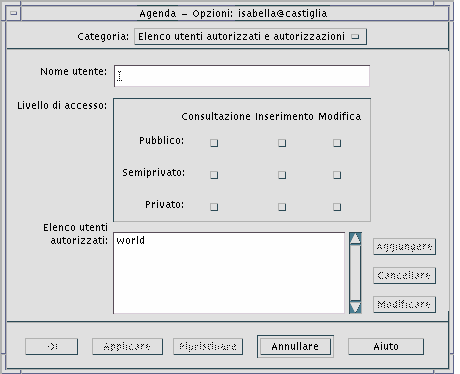 Agenda – Opzioni: isabella@castiglia
Categoria: Elenco utenti autorizzati e autorizzazioni
Nome utente:
Livello di accesso:
Consultazione Inserimento Modifica
Pubblico:
Semiprivato:
Privato:
Elenco utenti
autorizzati:
world
Aggiungere
Cancellare
Modificare
OK Applicare Ripristinare Annullare Aiuto